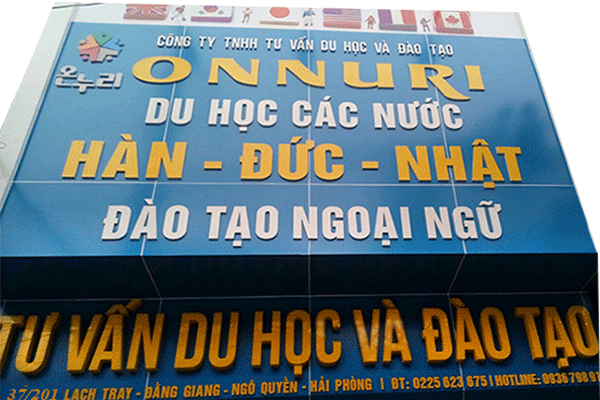 CÔNG TY TNHH TƯ VẤN DU HỌC VÀ ĐÀO TẠO
온누리 ONNURI
DU HỌC CÁC NƯỚC
HÀN - ĐỨC - NHẬT
ĐÀO TẠO NGOẠI NGỮ
TƯ VẤN DU HỌC VÀ ĐÀO TẠO
37/201 LẠCH TRAY - ĐẰNG GIANG - NGÔ QUYỀN - HẢI PHÒNG | ĐT: 0225 623 675 | HOTLINE: